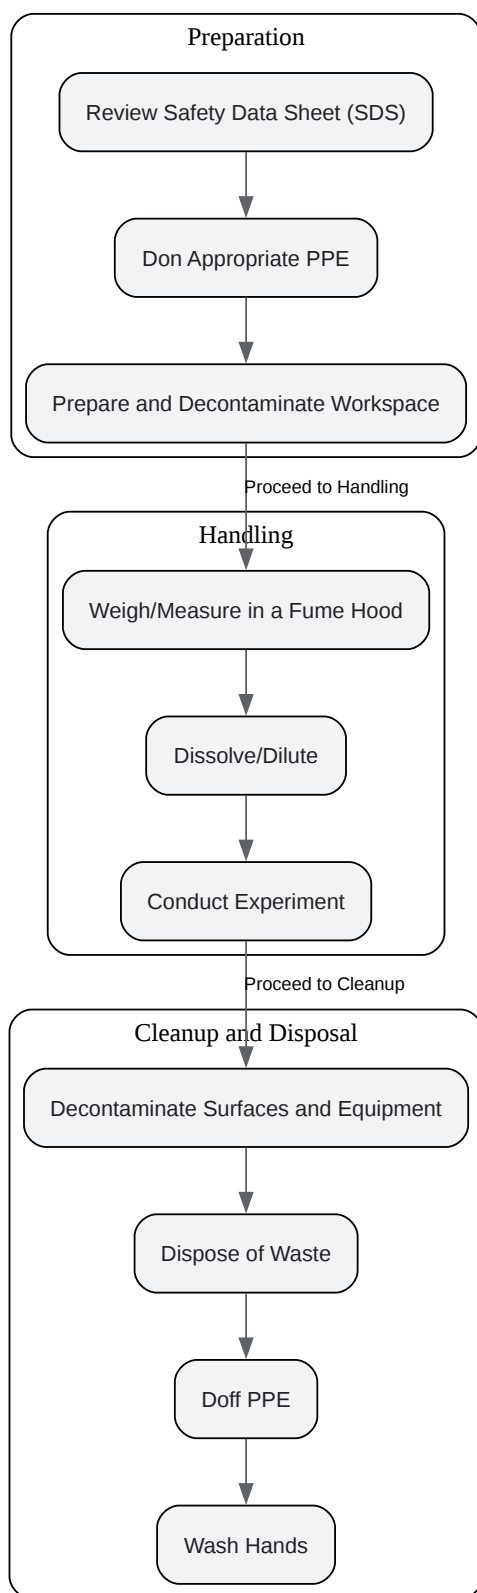 Preparation
Review Safety Data Sheet (SDS)
Don Appropriate PPE
Prepare and Decontaminate Workspace
Proceed to Handling
Handling
Weigh/Measure in a Fume Hood
Dissolve/Dilute
Conduct Experiment
Proceed to Cleanup
Cleanup and Disposal
Decontaminate Surfaces and Equipment
Dispose of Waste
Doff PPE
Wash Hands